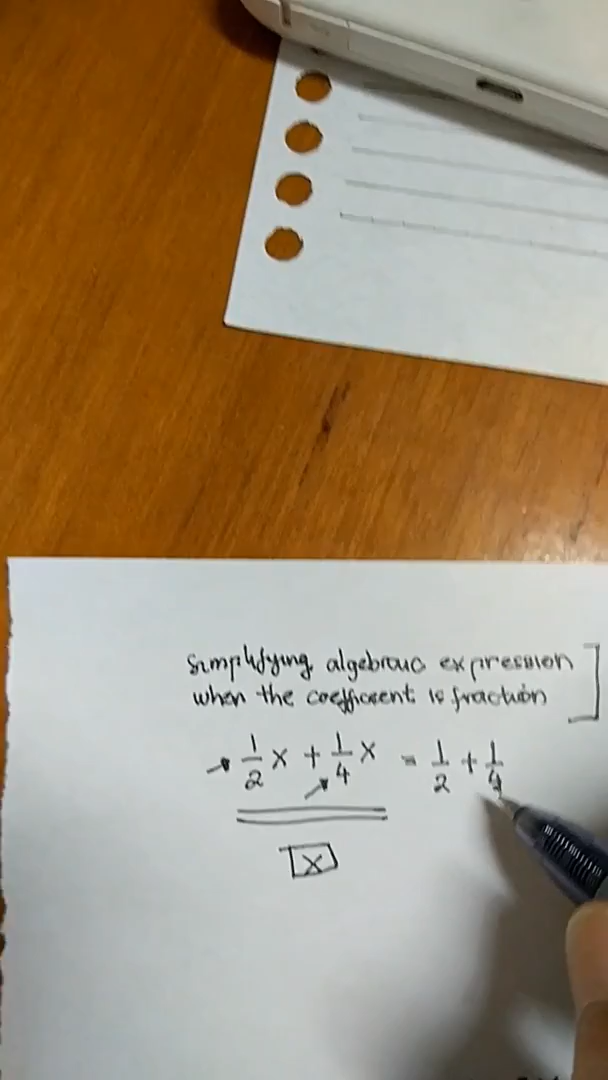 Simplifying algebraic expression
when the coefficient is fraction
1/2 x + 1/4 x = 1/2 + 1/4
x